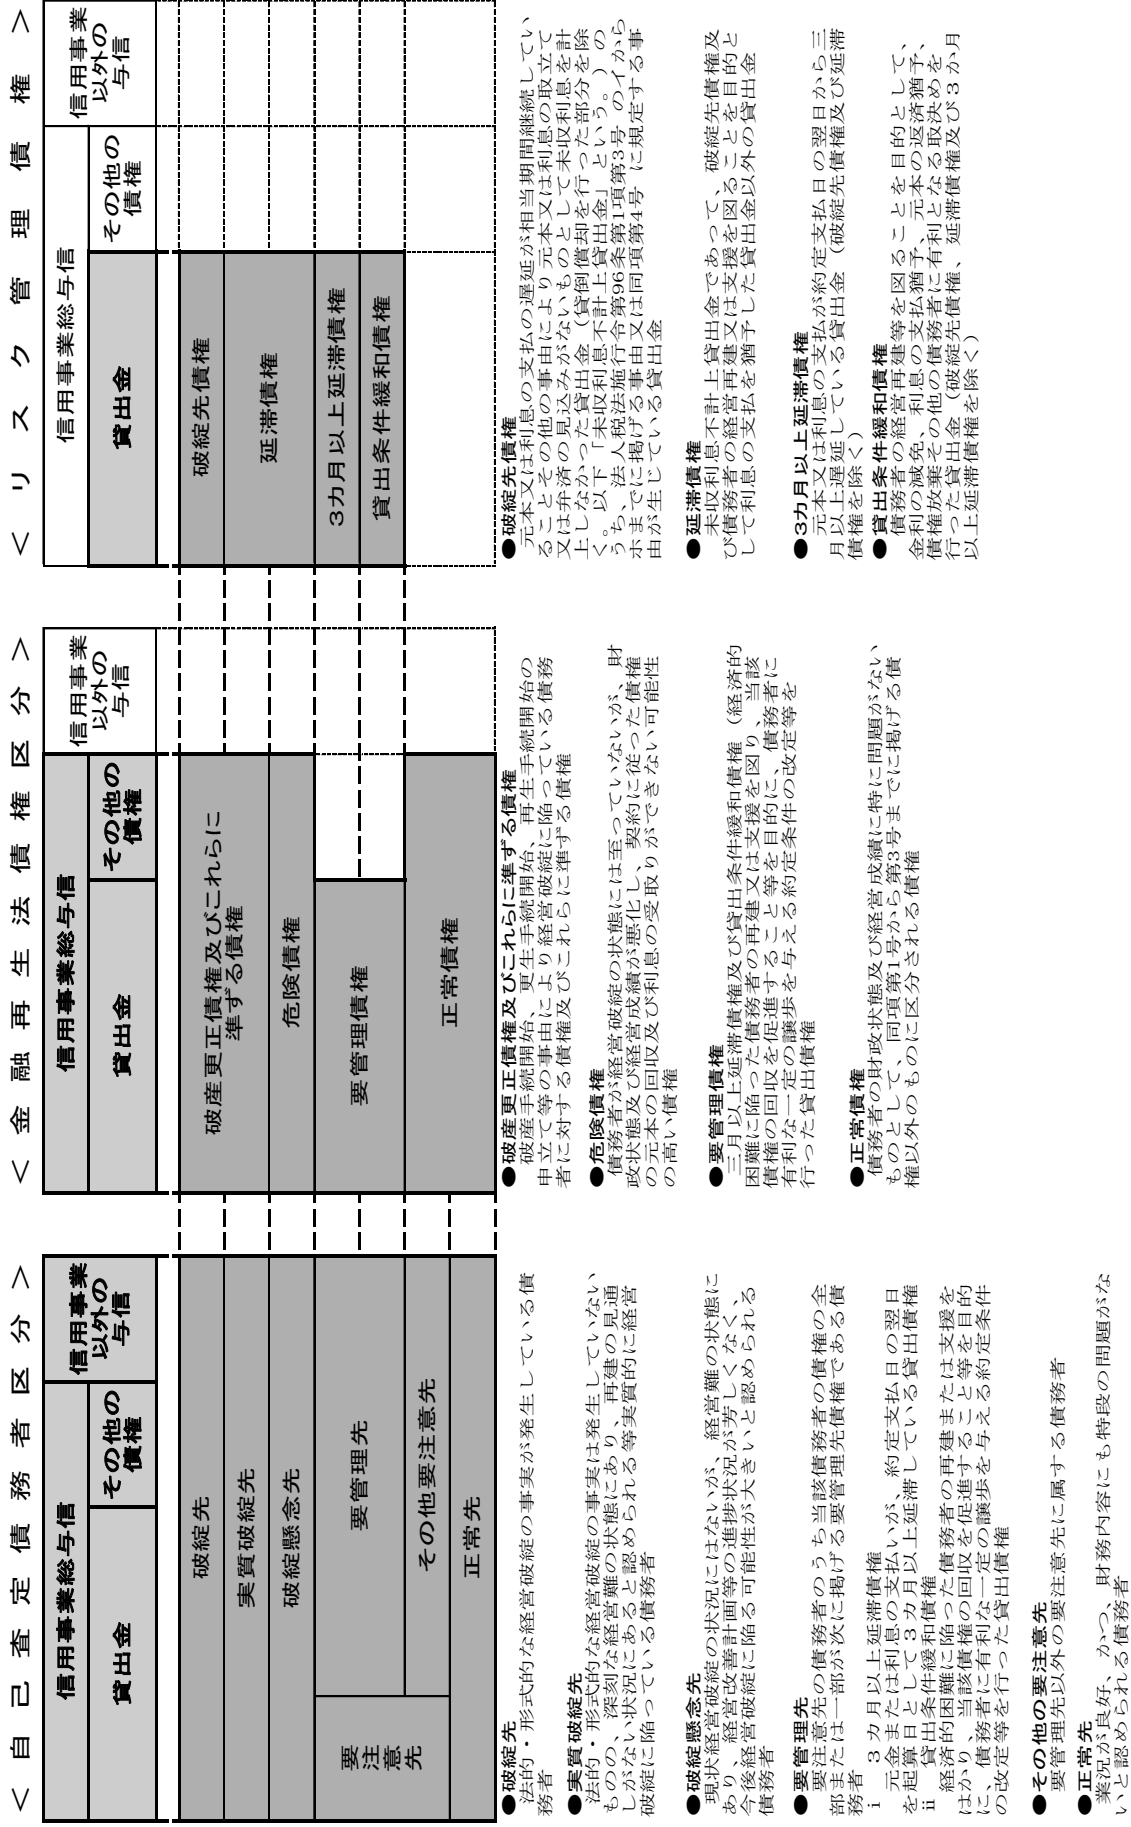 ＜自己査定債務者区分＞
信用事業総与信
信用事業
以外の
与信
貸出金
その他の
債権
破綻先
実質破綻先
破綻懸念先
要
注
意
先
要管理先
その他要注意先
正常先
●破綻先
法的・形式的な経営破綻の事実が発生している債
務者
●実質破綻先
法的・形式的な経営破綻の事実は発生していない
ものの、深刻な経営難の状態にあり、再建の見通
しがない状況にあると認められる等実質的に経営
破綻に陥っている債務者
●破綻懸念先
現状経営破綻の状況にはないが、経営難の状態に
あり、経営改善計画等の進捗状況が芳しくなく、
今後経営破綻に陥る可能性が大きいと認められる
債務者
●要管理先
要注意先の債務者のうち当該債務者の債権の全
部または一部が次に掲げる要管理先債権である債
務者
ⅰ　３カ月以上延滞債権
元金または利息の支払いが、約定支払日の翌日
を起算日として３カ月以上延滞している貸出債権
ⅱ　貸出条件緩和債権
経済的困難に陥った債務者の再建または支援を
はかり、当該債権の回収を促進すること等を目的
に、債務者に有利な一定の譲歩を与える約定条件
の改定等を行った貸出債権
●その他の要注意先
要管理先以外の要注意先に属する債務者
●正常先
業況が良好、かつ、財務内容にも特段の問題がな
いと認められる債務者
＜金融再生法債権区分＞
信用事業総与信
信用事業
以外の
与信
貸出金
その他の
債権
破産更正債権及びこれらに
準ずる債権
危険債権
要管理債権
正常債権
●破産更正債権及びこれらに準ずる債権
破産手続開始、更生手続開始、再生手続開始の
申立て等の事由により経営破綻に陥っている債務
者に対する債権及びこれらに準ずる債権
●危険債権
債務者が経営破綻の状態には至っていないが、財
政状態及び経営成績が悪化し、契約に従った債権
の元本の回収及び利息の受取りができない可能性
の高い債権
●要管理債権
三月以上延滞債権及び貸出条件緩和債権（経済的
困難に陥った債務者の再建又は支援を図り、当該
債権の回収を促進すること等を目的に、債務者に
有利な一定の譲歩を与える約定条件の改定等を
行った貸出債権
●正常債権
債務者の財政状態及び経営成績に特に問題がない
ものとして、同項第1号から第3号までに掲げる債
権以外のものに区分される債権
＜リスク管理債権＞
信用事業総与信
信用事業
以外の
与信
貸出金
その他の
債権
破綻先債権
延滞債権
3カ月以上延滞債権
貸出条件緩和債権
●破綻先債権
元本又は利息の支払の遅延が相当期間継続してい
ることその他の事由により元本又は利息の取立て
又は弁済の見込みがないものとして未収利息を計
上しなかった貸出金（貸倒償却を行った部分を除
く。以下「未収利息不計上貸出金」という。）の
うち、法人税法施行令第96条第1項第3号 のイから
ホまでに掲げる事由又は同項第4号 に規定する事
由が生じている貸出金
●延滞債権
未収利息不計上貸出金であって、破綻先債権及
び債務者の経営再建又は支援を図ることを目的と
して利息の支払を猶予した貸出金以外の貸出金
●3カ月以上延滞債権
元本又は利息の支払が約定支払日の翌日から三
月以上遅延している貸出金（破綻先債権及び延滞
債権を除く）
●貸出条件緩和債権
債務者の経営再建等を図ることを目的として、
金利の減免、利息の支払猶予、元本の返済猶予、
債権放棄その他の債務者に有利となる取決めを
行った貸出金　（破綻先債権、延滞債権及び３か月
以上延滞債権を除く）